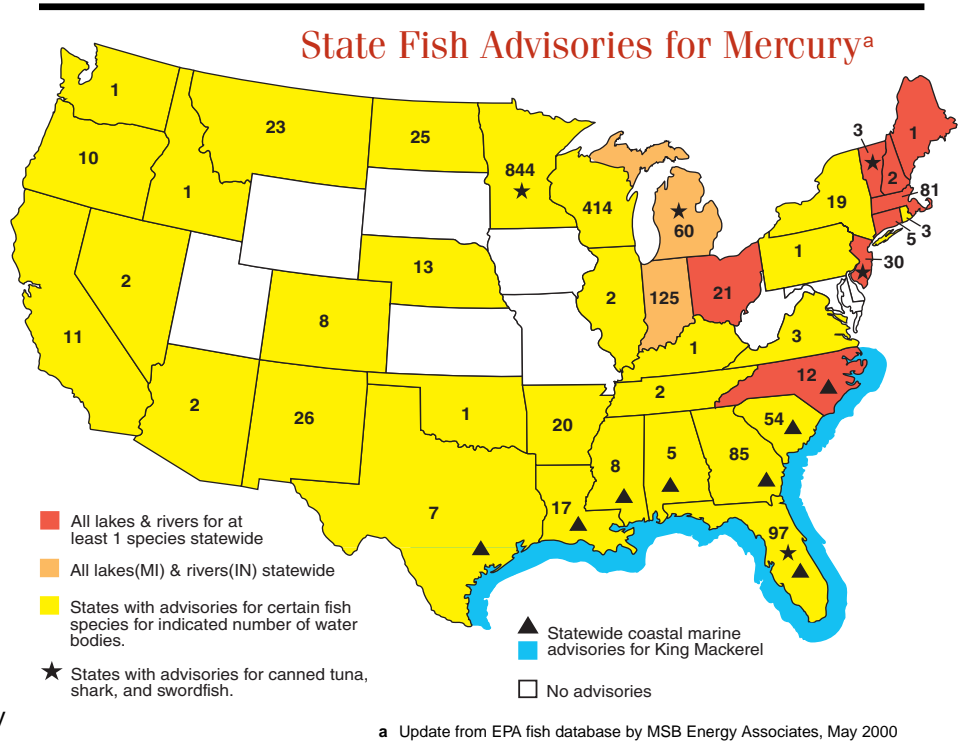 State Fish Advisories for Mercuryᵃ
1
23
25
844
414
10
1
3
1
2
81
19
5
3
30
60
1
13
2
125
21
2
8
11
1
3
2
12
2
26
1
20
54
8
5
85
7
17
97
All lakes & rivers for at
least 1 species statewide
All lakes(MI) & rivers(IN) statewide
States with advisories for certain fish
species for indicated number of water
bodies.
States with advisories for canned tuna,
shark, and swordfish.
Statewide coastal marine
advisories for King Mackerel
No advisories
y
a Update from EPA fish database by MSB Energy Associates, May 2000